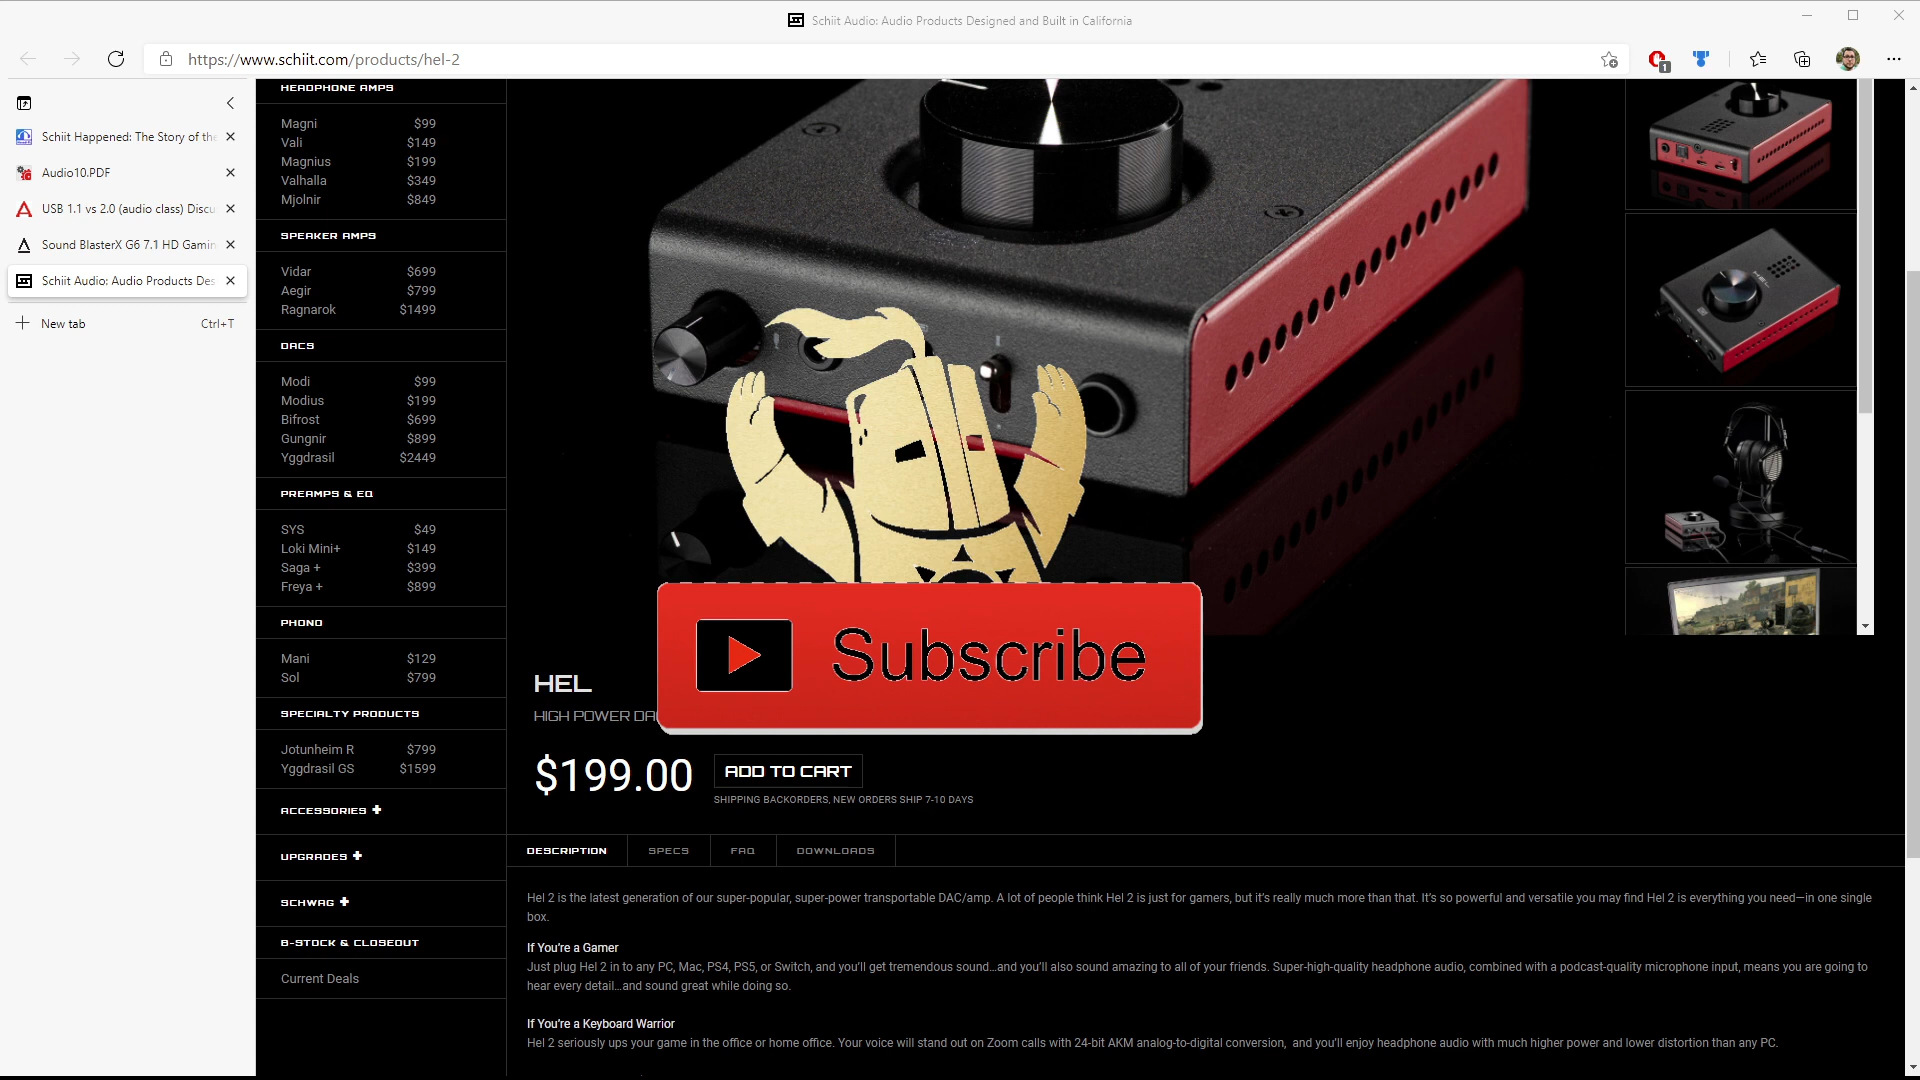 Schiit Audio: Audio Products Designed and Built in California
https://www.schiit.com/products/hel-2
1
Schiit Happened: The Story of the
Audio10.PDF
USB 1.1 vs 2.0 (audio class) Discu
Sound BlasterX G6 7.1 HD Gamin
Schiit Audio: Audio Products Des
New tab Ctrl+T
HEADPHONE AMPS
Magni $99
Vali $149
Magnius $199
Valhalla $349
Mjolnir $849
SPEAKER AMPS
Vidar $699
Aegir $799
Ragnarok $1499
DACS
Modi $99
Modius $199
Bifrost $699
Gungnir $899
Yggdrasil $2449
PREAMPS & EQ
SYS $49
Loki Mini+ $149
Saga + $399
Freya + $899
PHONO
Mani $129
Sol $799
SPECIALTY PRODUCTS
Jotunheim R $799
Yggdrasil GS $1599
ACCESSORIES +
UPGRADES +
SCHWAG +
B-STOCK & CLOSEOUT
Current Deals
Subscribe
HEL
HIGH POWER DA
$199.00 ADD TO CART
SHIPPING BACKORDERS, NEW ORDERS SHIP 7-10 DAYS
DESCRIPTION SPECS FAQ DOWNLOADS
Hel 2 is the latest generation of our super-popular, super-power transportable DAC/amp. A lot of people think Hel 2 is just for gamers, but it's really much more than that. It's so powerful and versatile you may find Hel 2 is everything you need—in one single
box.
If You're a Gamer
Just plug Hel 2 in to any PC, Mac, PS4, PS5, or Switch, and you'll get tremendous sound…and you'll also sound amazing to all of your friends. Super-high-quality headphone audio, combined with a podcast-quality microphone input, means you are going to
hear every detail…and sound great while doing so.
If You're a Keyboard Warrior
Hel 2 seriously ups your game in the office or home office. Your voice will stand out on Zoom calls with 24-bit AKM analog-to-digital conversion, and you'll enjoy headphone audio with much higher power and lower distortion than any PC.